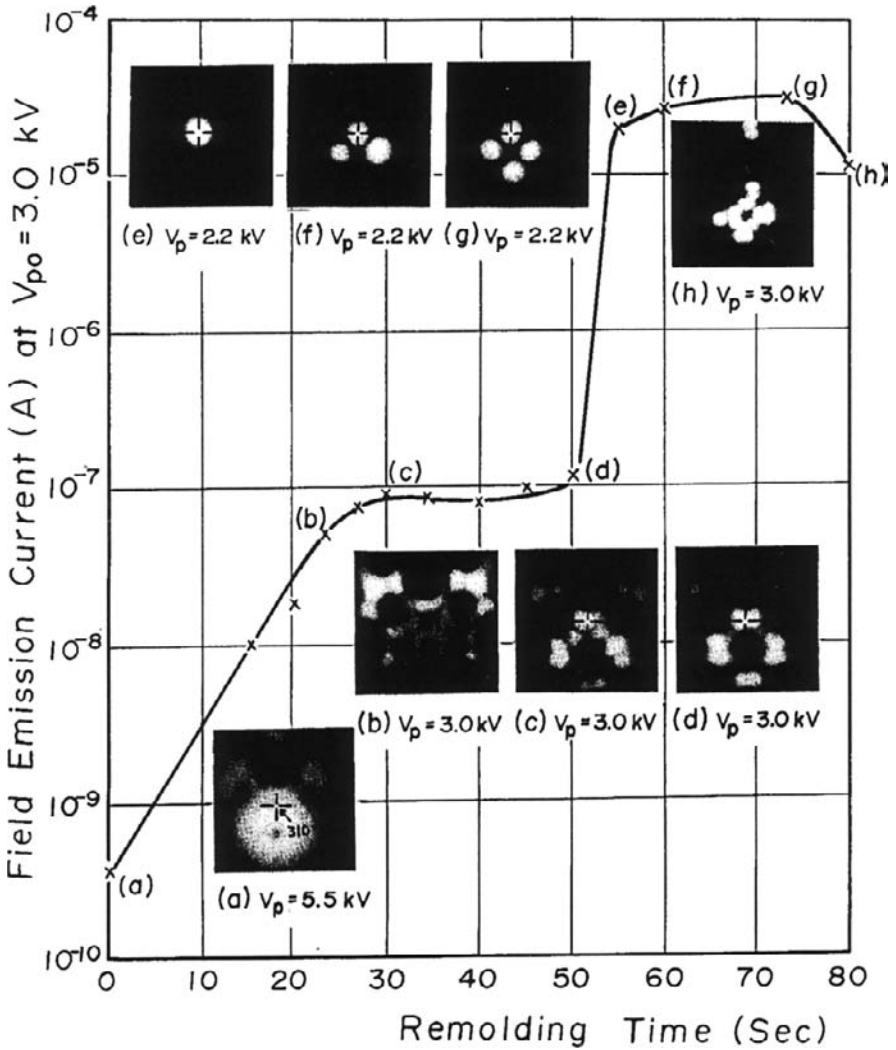 Field Emission Current (A) at Vpo = 3.0 kV
10-4
10-5
10-6
10-7
10-8
10-9
10-10
(e) Vp = 2.2 kV
(f) Vp = 2.2 kV
(g) Vp = 2.2 kV
(e)
(f)
(g)
(h)
(h) Vp = 3.0 kV
(c)
(b)
(d)
(b) Vp = 3.0 kV
(c) Vp = 3.0 kV
(d) Vp = 3.0
310
(a)
(a) Vp = 5.5 kV
0 10 20 30 40 50 60 70 80
Remolding Time (Sec)